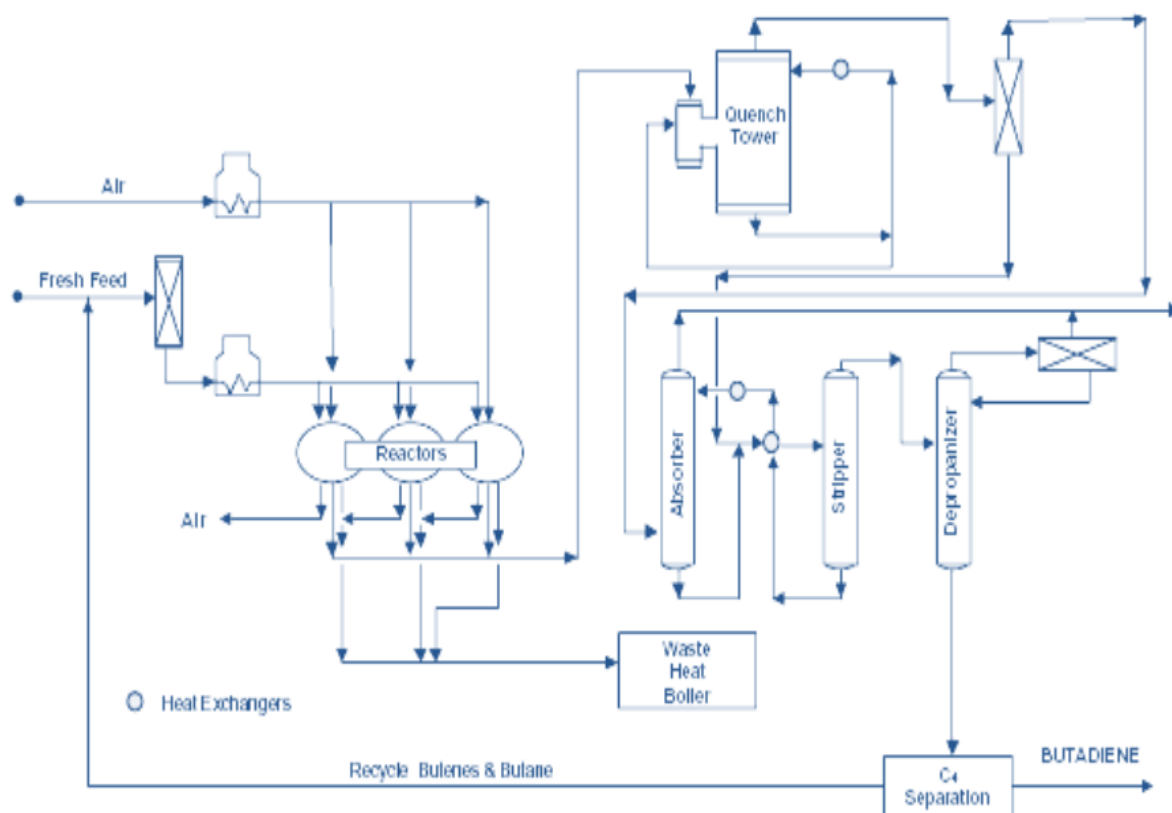 Quench
Tower
Air
Fresh Feed
Reactors
Air
Absorber
Stripper
Depropanizer
Waste
Heat
Boiler
Heat Exchangers
Recycle Butenes & Butane
C4
Separation
BUTADIENE